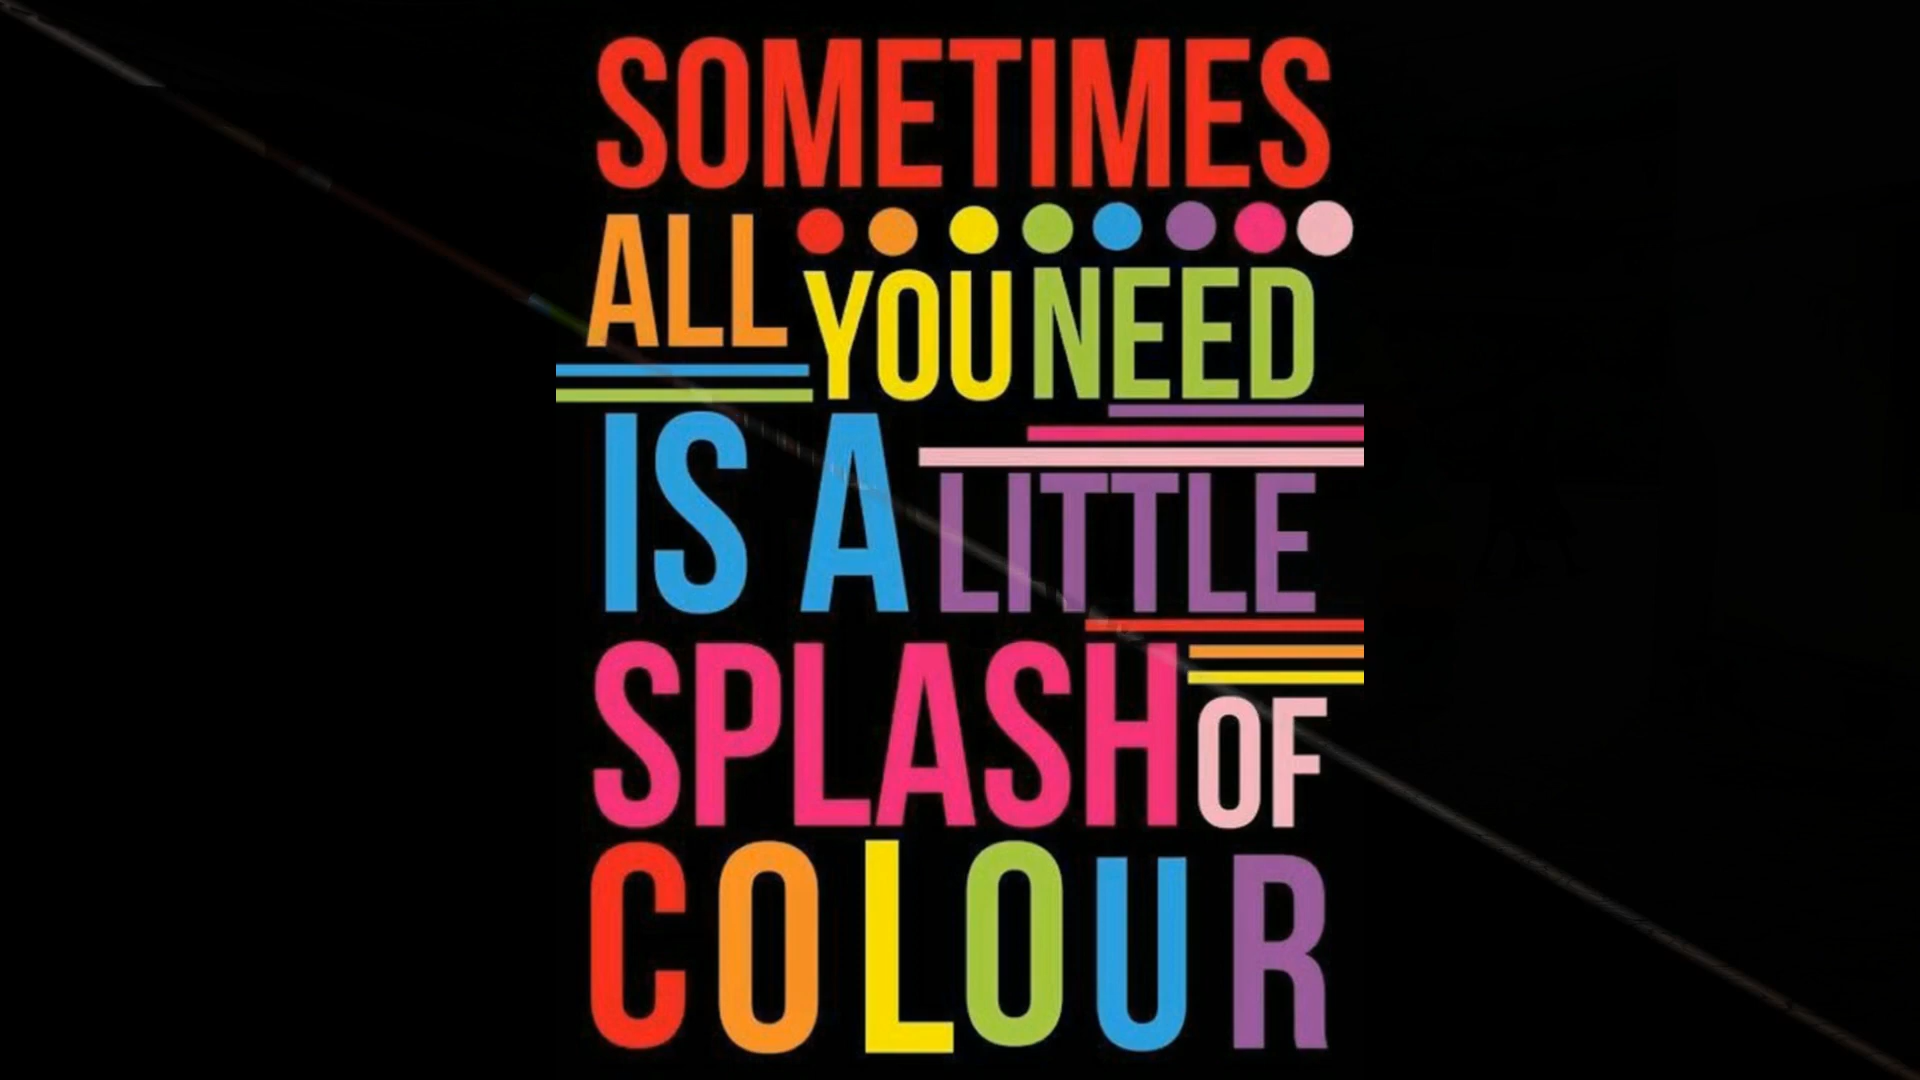 SOMETIMES
ALL YOU NEED
IS A LITTLE
SPLASH OF
COLOUR